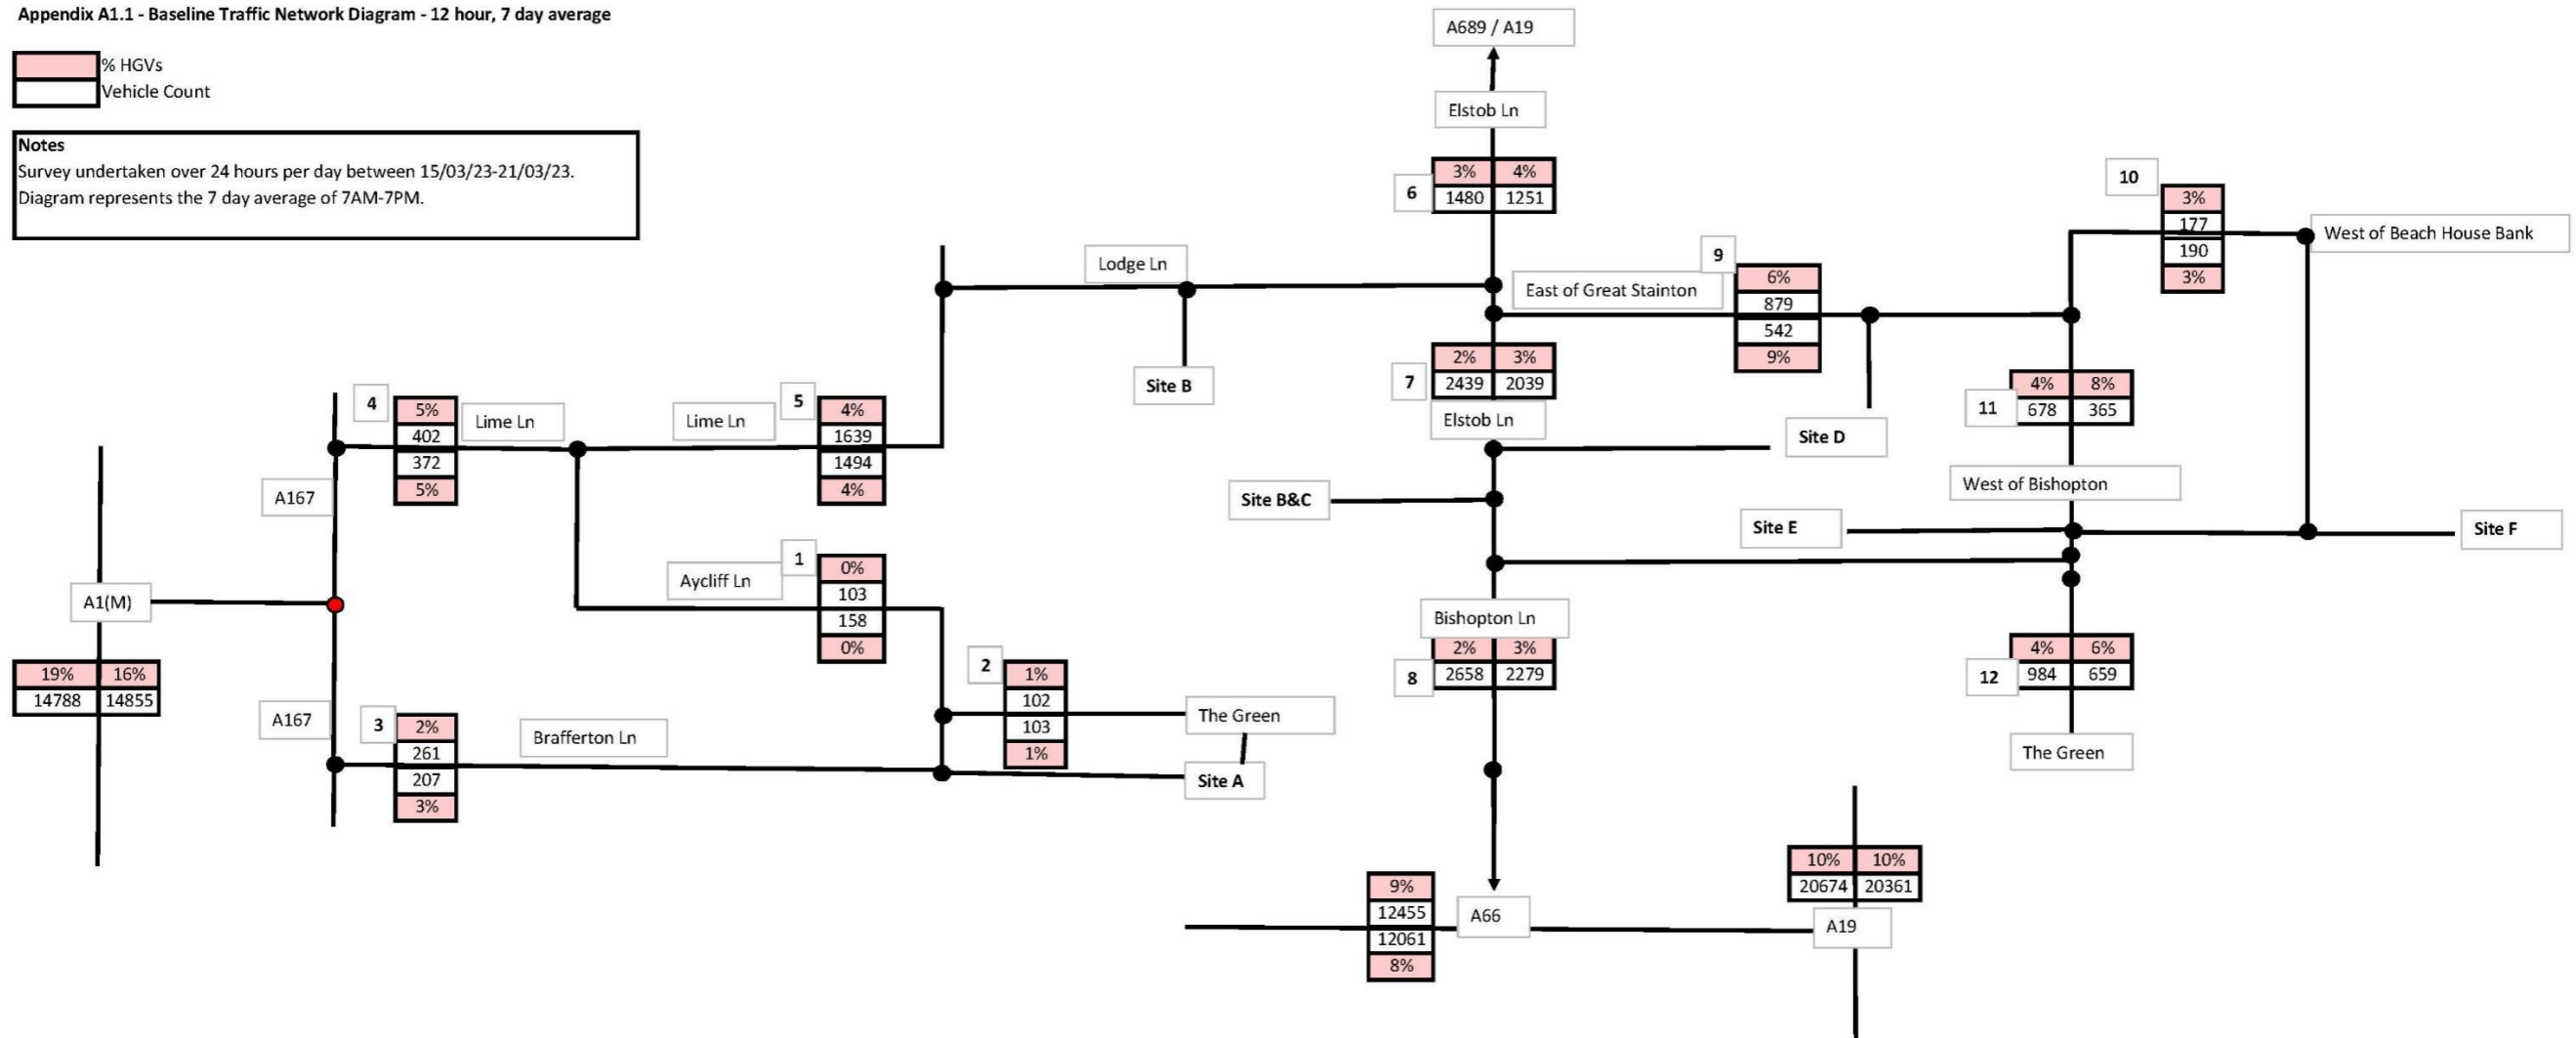 Appendix A1.1 - Baseline Traffic Network Diagram - 12 hour, 7 day average
% HGVs
Vehicle Count
Notes
Survey undertaken over 24 hours per day between 15/03/23-21/03/23.
Diagram represents the 7 day average of 7AM-7PM.
A689 / A19
Elstob Ln
6
3% 4%
1480 1251
10
3%
177
190
3%
West of Beach House Bank
Lodge Ln
9
East of Great Stainton
6%
879
542
9%
Site B
7
2% 3%
2439 2039
Elstob Ln
11
4% 8%
678 365
4
5%
402
372
5%
Lime Ln
Lime Ln
5
4%
1639
1494
4%
Site D
A167
Site B&C
West of Bishopton
Site E
Site F
1
Aycliff Ln
0%
103
158
0%
A1(M)
Bishopton Ln
8
2% 3%
2658 2279
12
4% 6%
984 659
19% 16%
14788 14855
2
1%
102
103
1%
The Green
A167
3
2%
261
207
3%
Brafferton Ln
Site A
The Green
10% 10%
20674 20361
9%
12455
12061
8%
A66
A19